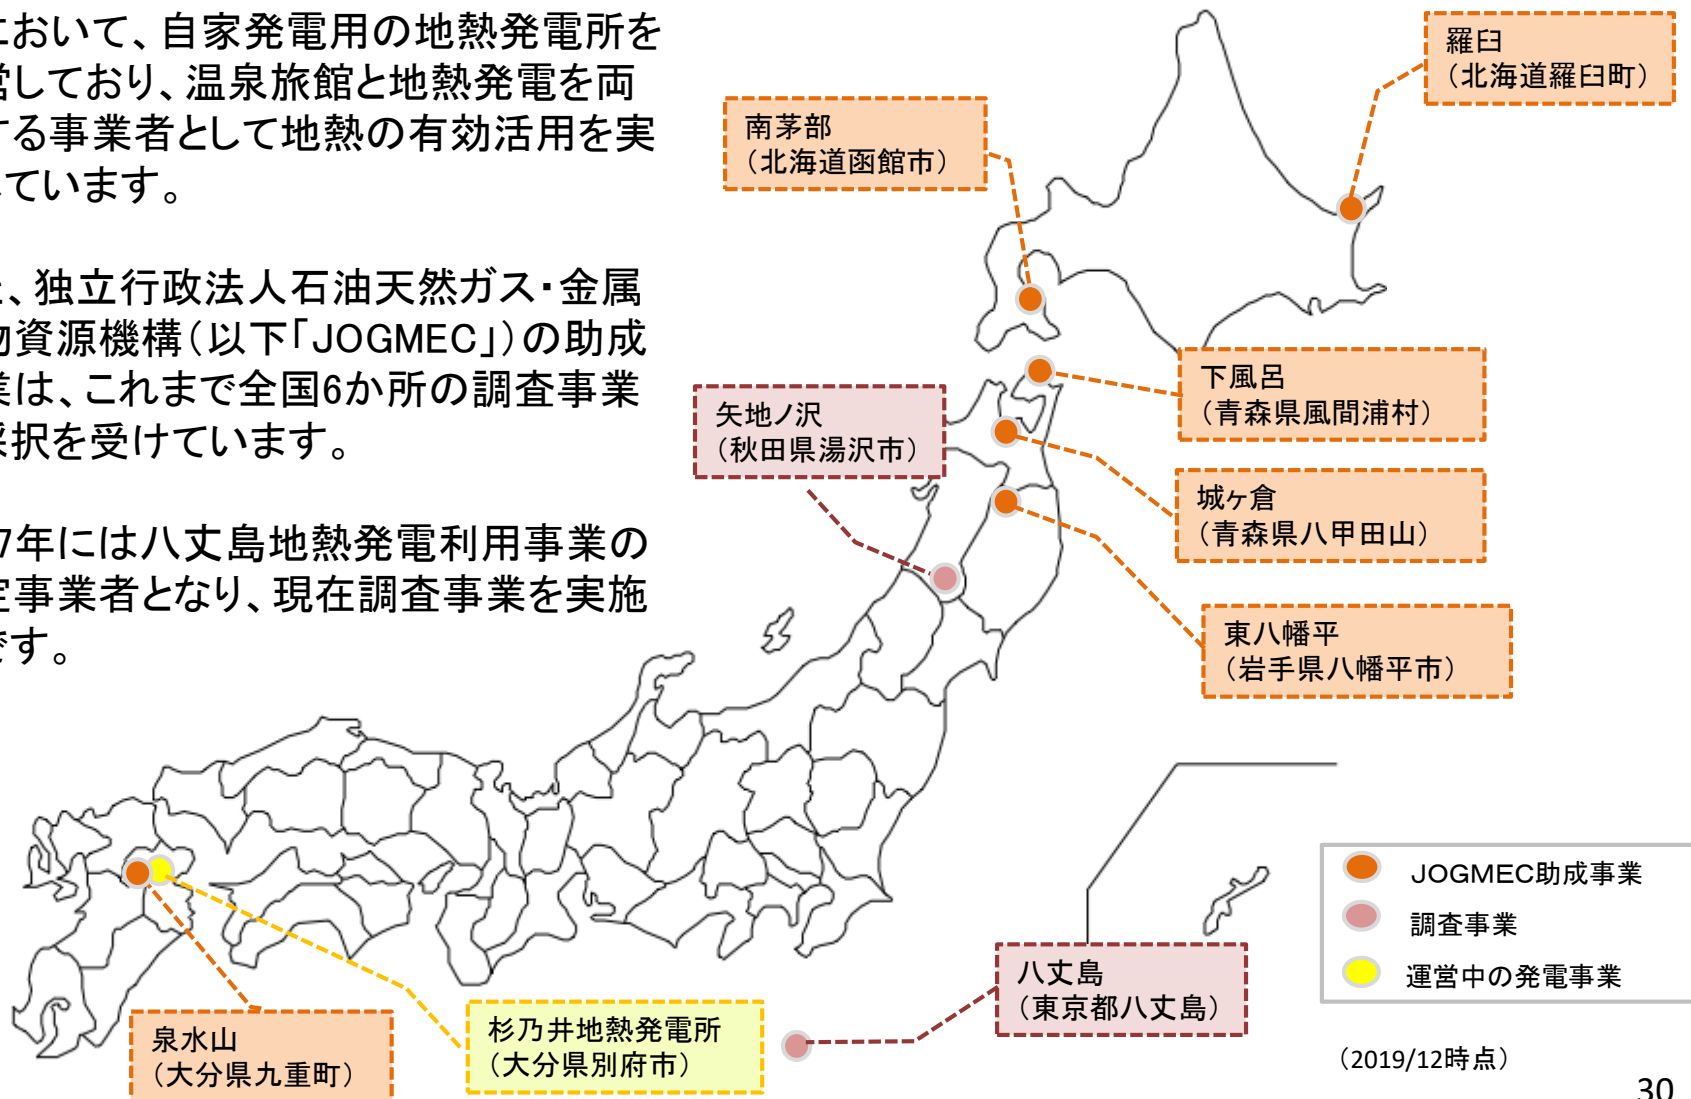 において、自家発電用の地熱発電所を
営しており、温泉旅館と地熱発電を両
する事業者として地熱の有効活用を実
しています。
、独立行政法人石油天然ガス・金属
物資源機構（以下「JOGMEC」）の助成
業は、これまで全国6か所の調査事業
採択を受けています。
7年には八丈島地熱発電利用事業の
定事業者となり、現在調査事業を実施
です。
羅臼
（北海道羅臼町）
南茅部
（北海道函館市）
下風呂
（青森県風間浦村）
矢地ノ沢
（秋田県湯沢市）
城ヶ倉
（青森県八甲田山）
東八幡平
（岩手県八幡平市）
八丈島
（東京都八丈島）
杉乃井地熱発電所
（大分県別府市）
泉水山
（大分県九重町）
JOGMEC助成事業
調査事業
運営中の発電事業
（2019/12時点）
30